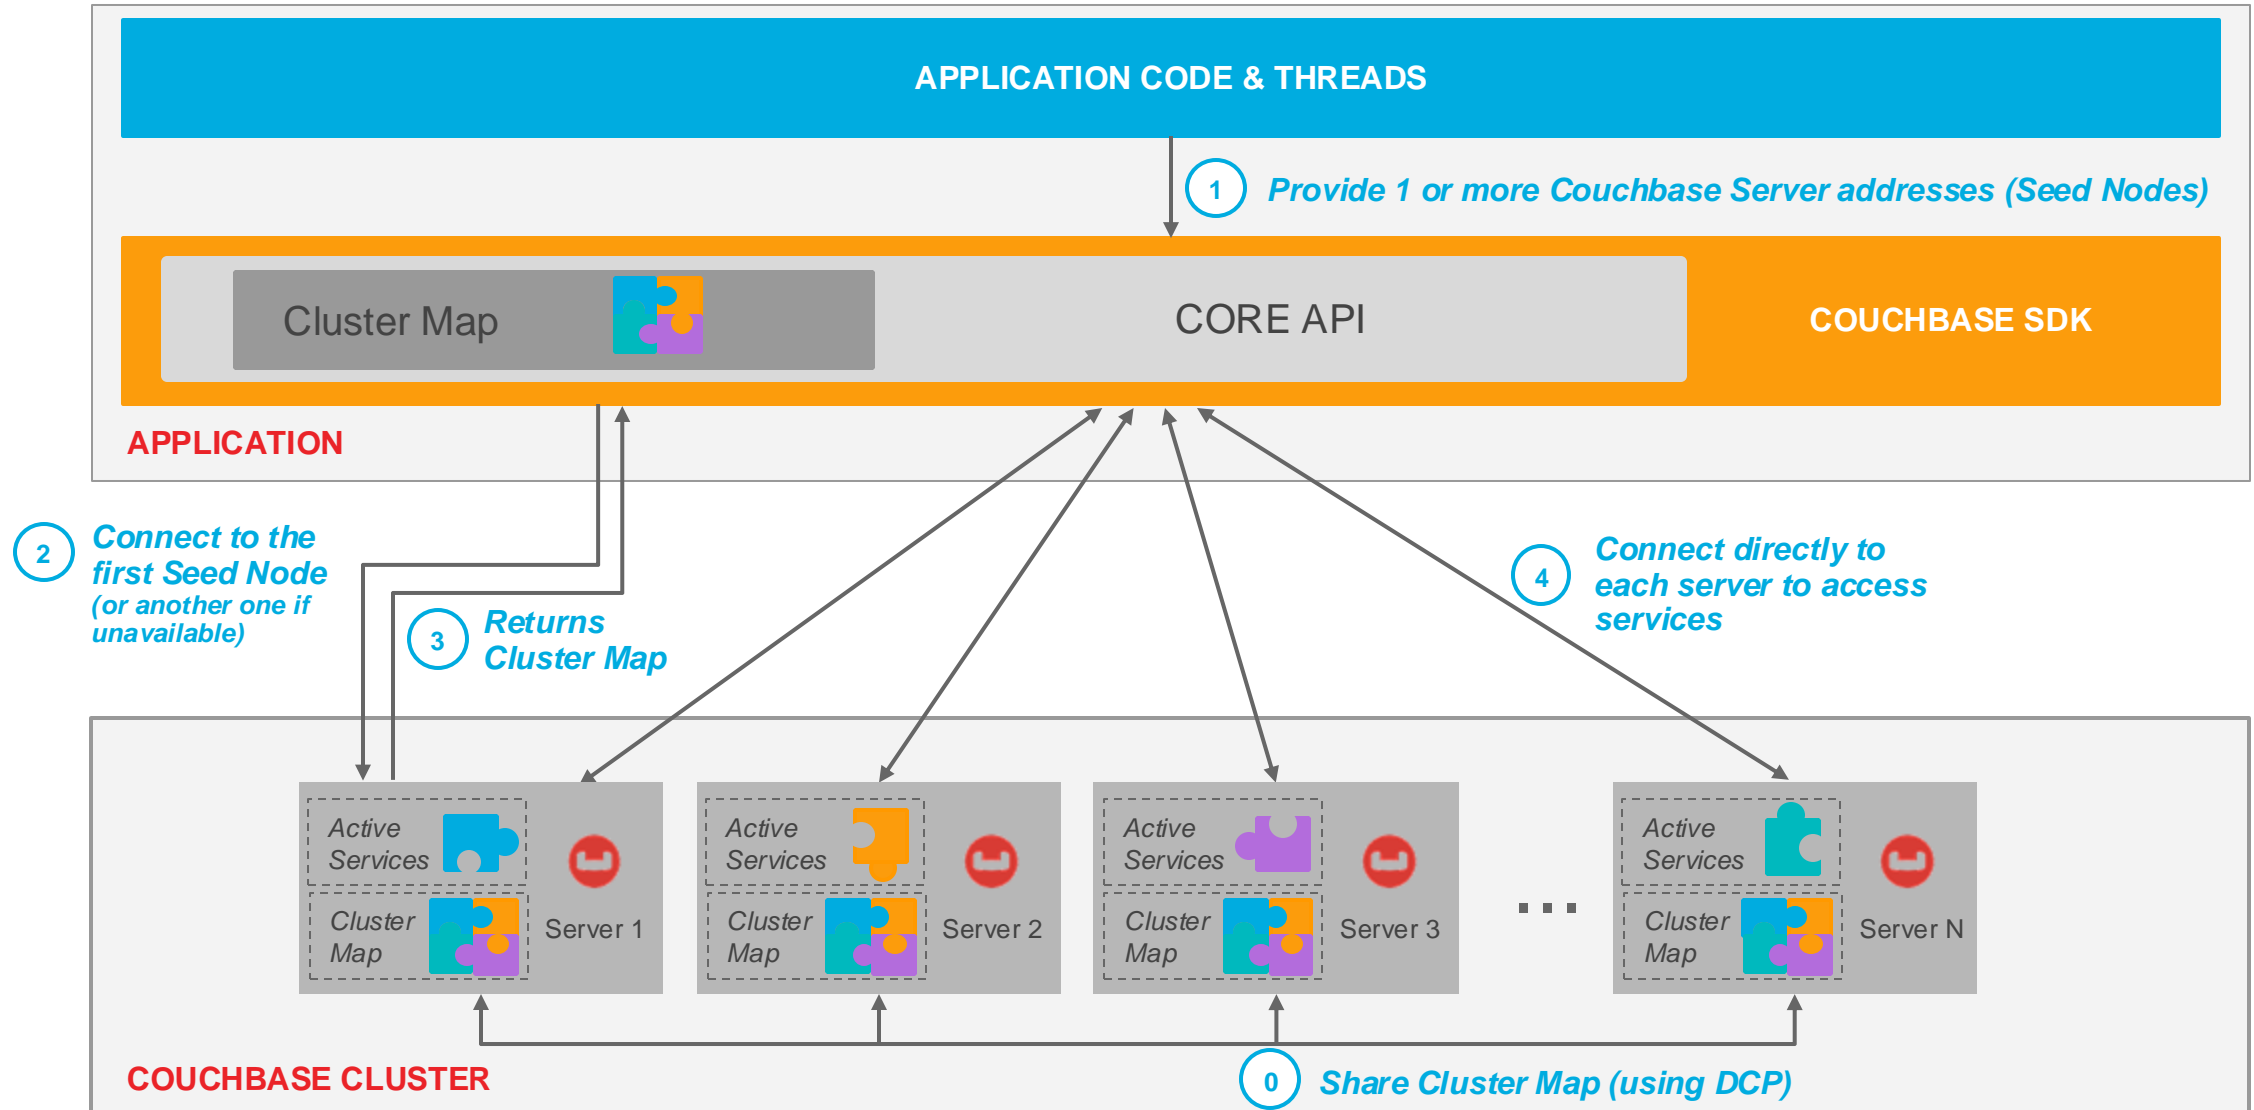 APPLICATION CODE & THREADS
1
Provide 1 or more Couchbase Server addresses (Seed Nodes)
Cluster Map
CORE API
COUCHBASE SDK
APPLICATION
2
Connect to the
first Seed Node
(or another one if
unavailable)
3
Returns
Cluster Map
4
Connect directly to
each server to access
services
Active
Services
Cluster
Map
Server 1
Active
Services
Cluster
Map
Server 2
Active
Services
Cluster
Map
Server 3
...
Active
Services
Cluster
Map
Server N
COUCHBASE CLUSTER
0
Share Cluster Map (using DCP)